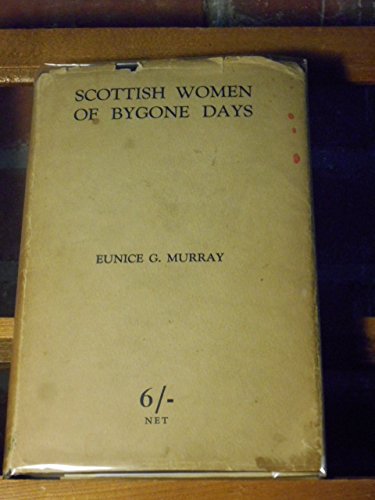 SCOTTISH WOMEN
OF BYGONE DAYS
EUNICE G. MURRAY
6/-
NET